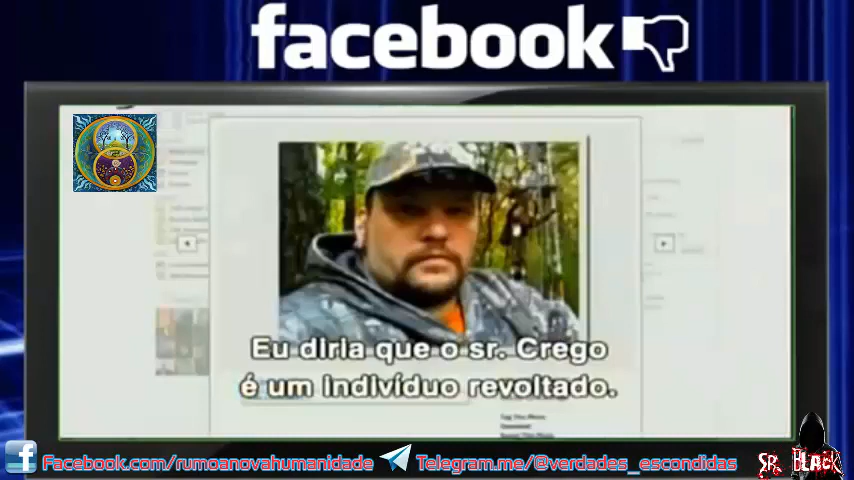 facebook
Eu diria que o sr. Crego
é um indivíduo revoltado.
Facebook.com/rumoanovahumanidade
Telegram.me/@verdades_escondidas
SR. BLACK